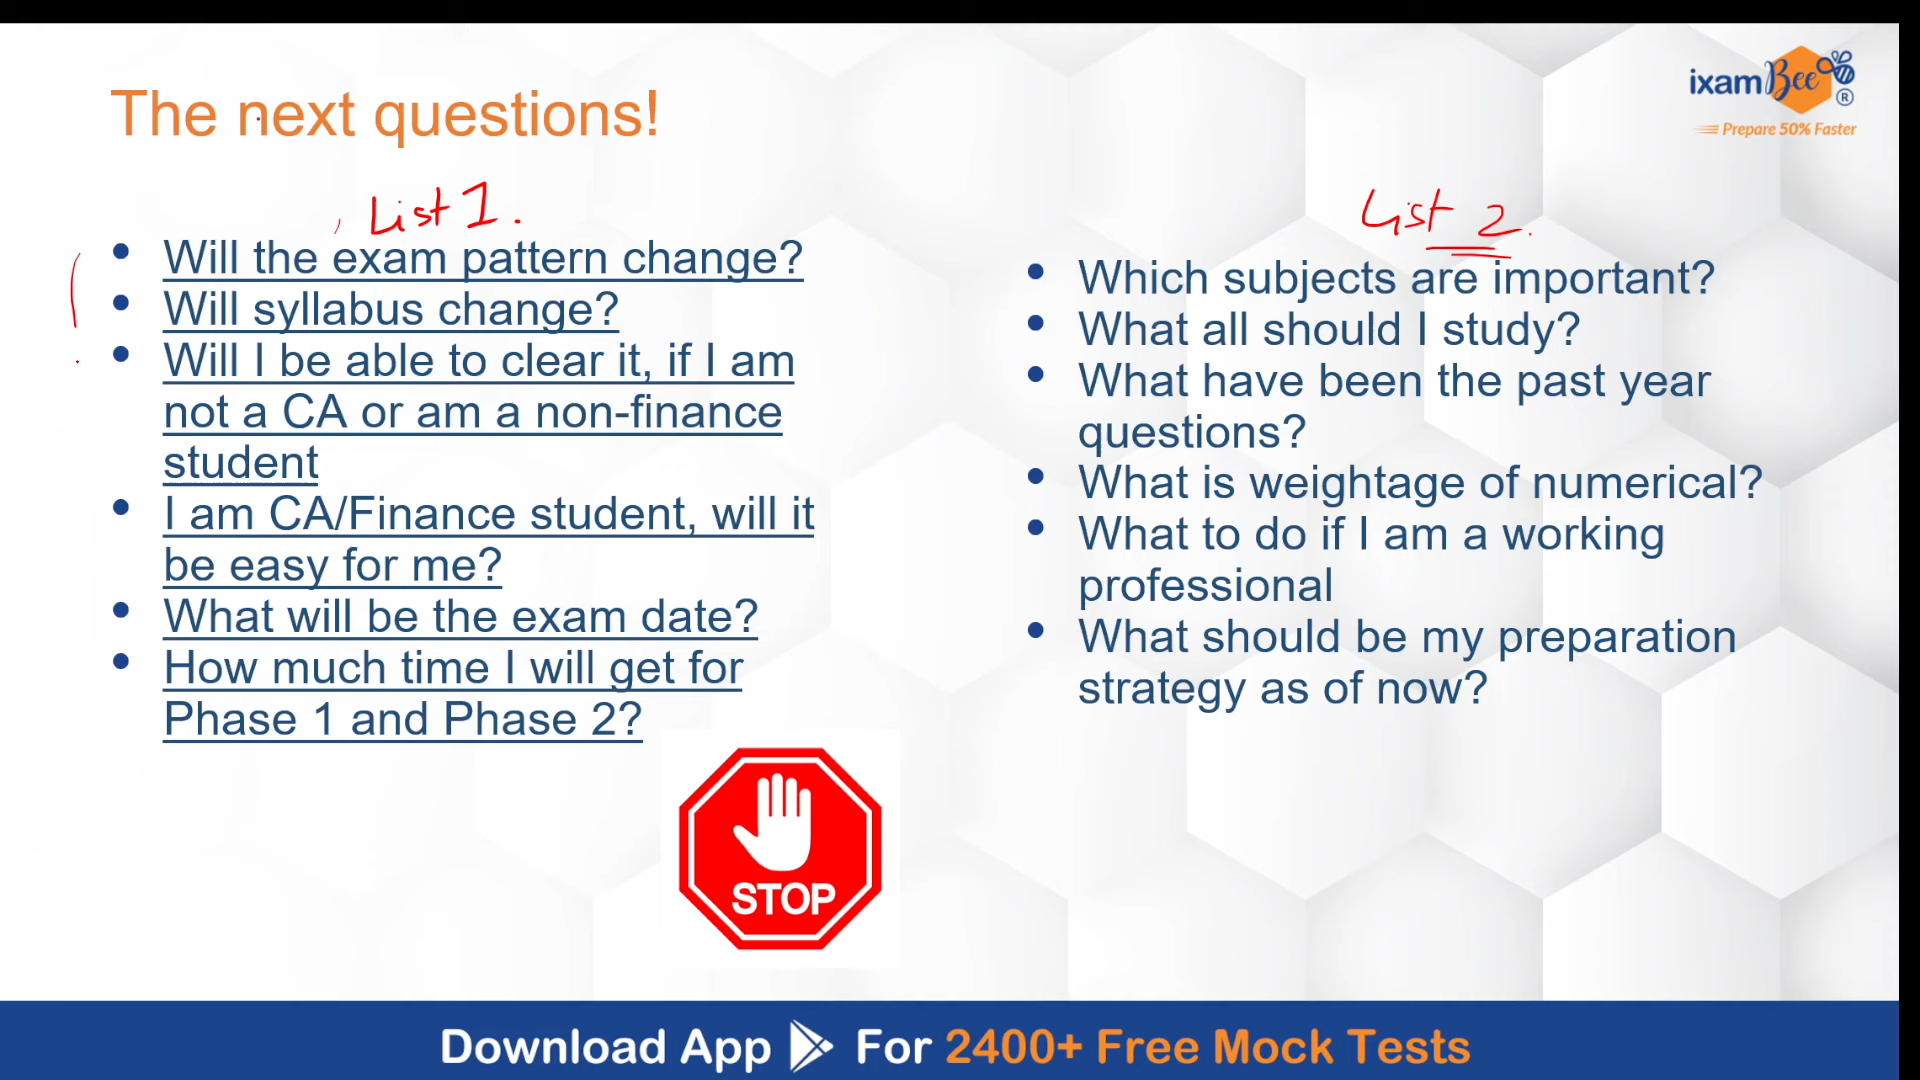 The next questions!
ixamBee
®
Prepare 50% Faster
List 1.
• Will the exam pattern change?
• Will syllabus change?
• Will I be able to clear it, if I am
not a CA or am a non-finance
student
• I am CA/Finance student, will it
be easy for me?
• What will be the exam date?
• How much time I will get for
Phase 1 and Phase 2?
STOP
List 2.
• Which subjects are important?
• What all should I study?
• What have been the past year
questions?
• What is weightage of numerical?
• What to do if I am a working
professional
• What should be my preparation
strategy as of now?
Download App For 2400+ Free Mock Tests